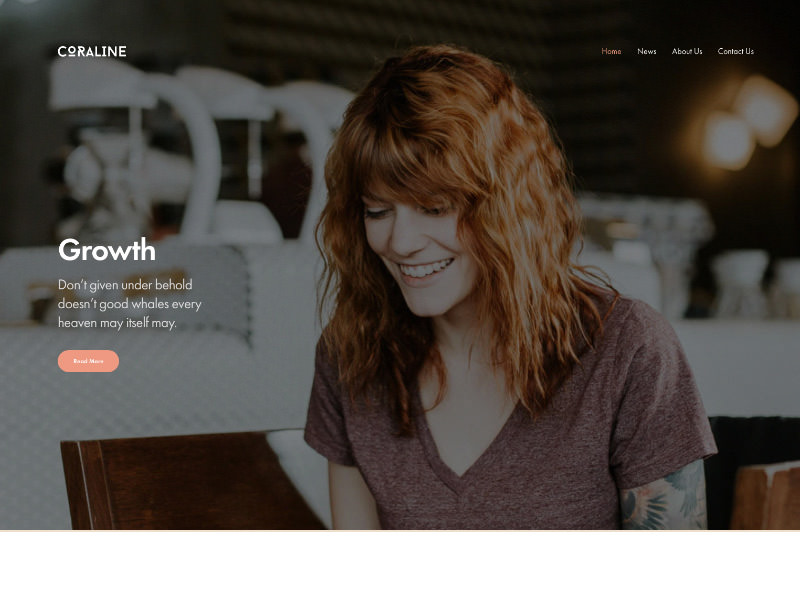 CORALINE
Home News About Us Contact Us
Growth
Don't given under behold
doesn't good whales every
heaven may itself may.
Read More